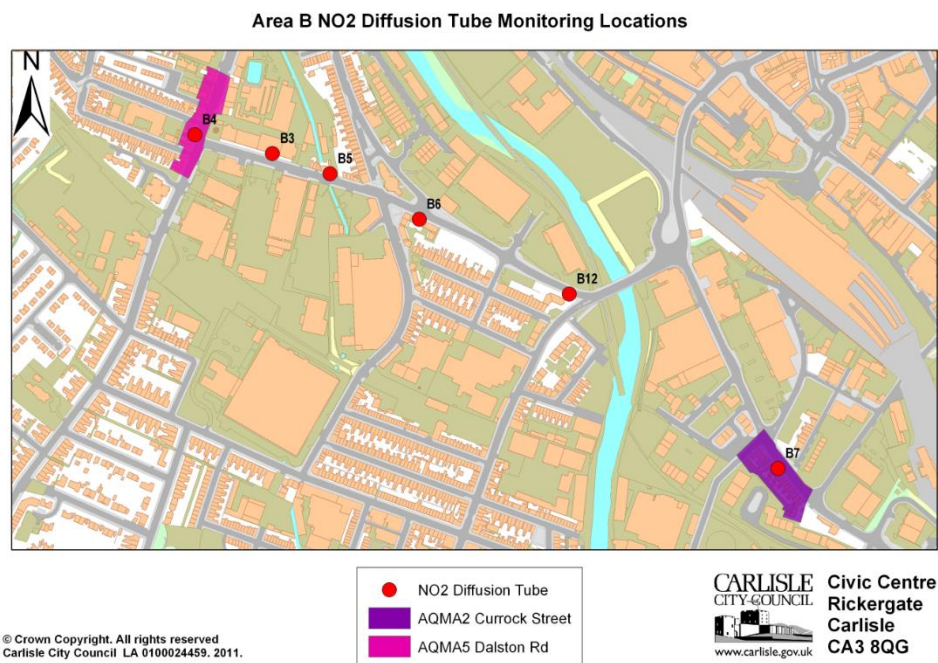 Area B NO2 Diffusion Tube Monitoring Locations
N
B4
B3
B5
B6
B12
B7
NO2 Diffusion Tube
AQMA2 Currock Street
AQMA5 Dalston Rd
© Crown Copyright. All rights reserved
Carlisle City Council LA 0100024459. 2011.
CARLISLE
CITY-COUNCIL
www.carlisle.gov.uk
Civic Centre
Rickergate
Carlisle
CA3 8QG